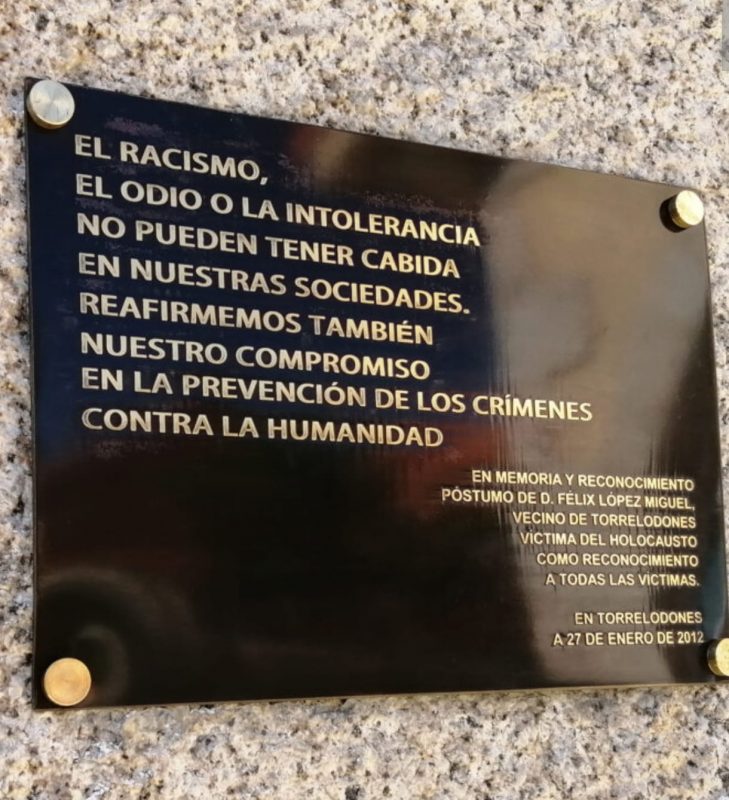 EL RACISMO,
EL ODIO O LA INTOLERANCIA
NO PUEDEN TENER CABIDA
EN NUESTRAS SOCIEDADES.
REAFIRMEMOS TAMBIÉN
NUESTRO COMPROMISO
EN LA PREVENCIÓN DE LOS CRÍMENES
CONTRA LA HUMANIDAD
EN MEMORIA Y RECONOCIMIENTO
PÓSTUMO DE D. FÉLIX LÓPEZ MIGUEL,
VECINO DE TORRELODONES
VÍCTIMA DEL HOLOCAUSTO
COMO RECONOCIMIENTO
A TODAS LAS VÍCTIMAS.
EN TORRELODONES
A 27 DE ENERO DE 2012